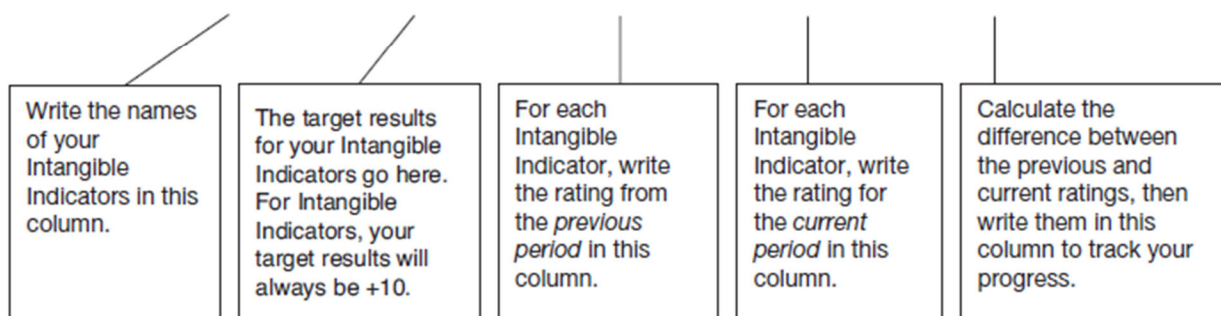 Write the names
of your
Intangible
Indicators in this
column.
The target results
for your Intangible
Indicators go here.
For Intangible
Indicators, your
target results will
always be +10.
For each
Intangible
Indicator, write
the rating from
the previous
period in this
column.
For each
Intangible
Indicator, write
the rating for
the current
period in this
column.
Calculate the
difference between
the previous and
current ratings, then
write them in this
column to track your
progress.